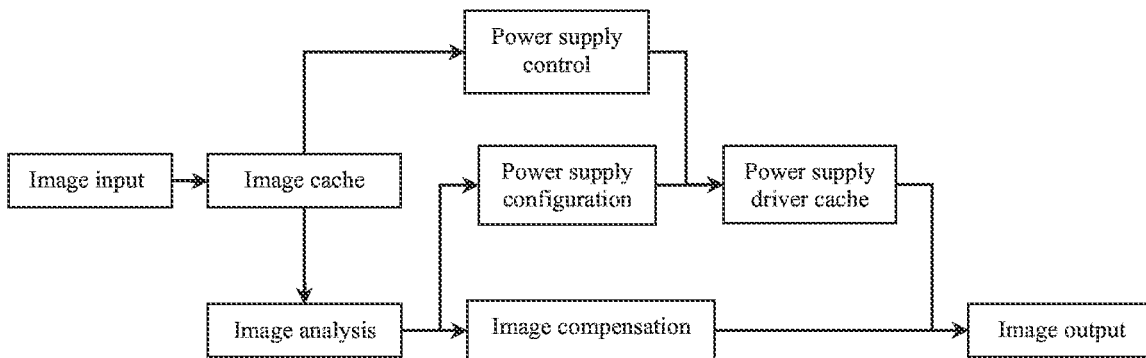 Power supply
control
Image input
Image cache
Power supply
configuration
Power supply
driver cache
Image analysis
Image compensation
Image output